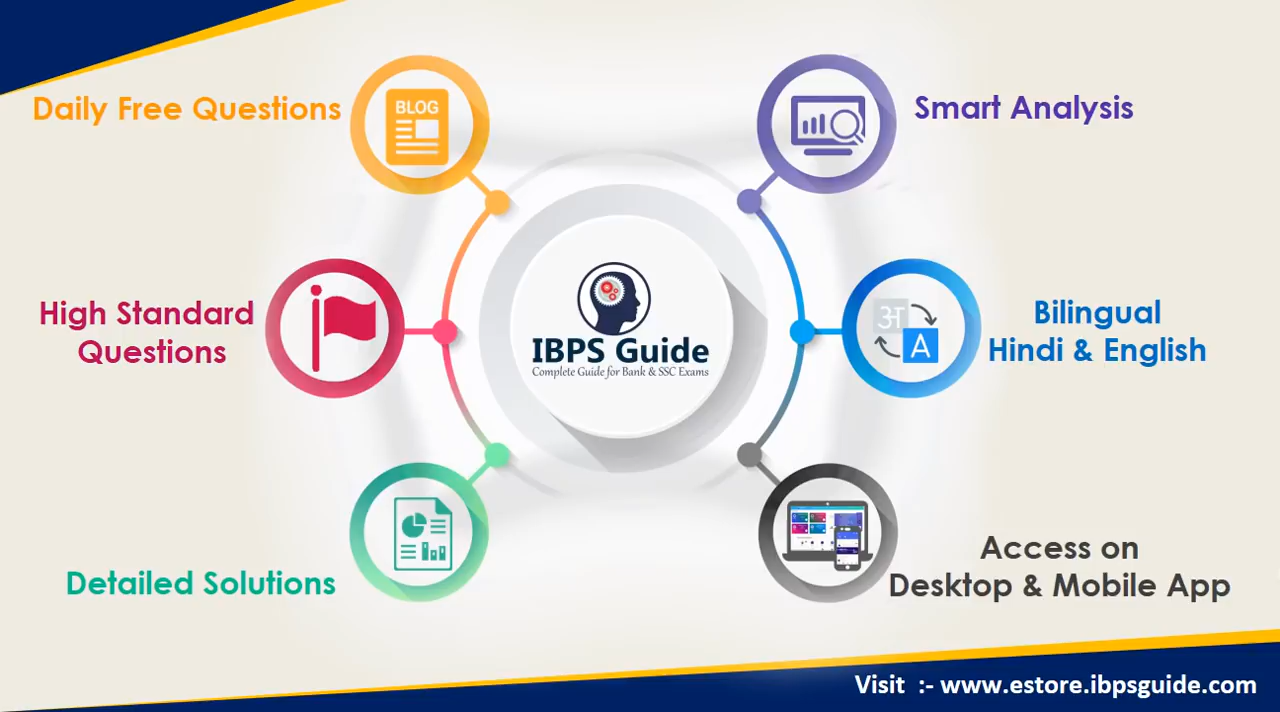 Daily Free Questions
BLOG
Smart Analysis
High Standard
Questions
IBPS Guide
Complete Guide for Bank & SSC Exams
अ
A
Bilingual
Hindi & English
Detailed Solutions
Access on
Desktop & Mobile App
Visit :- www.estore.ibpsguide.com